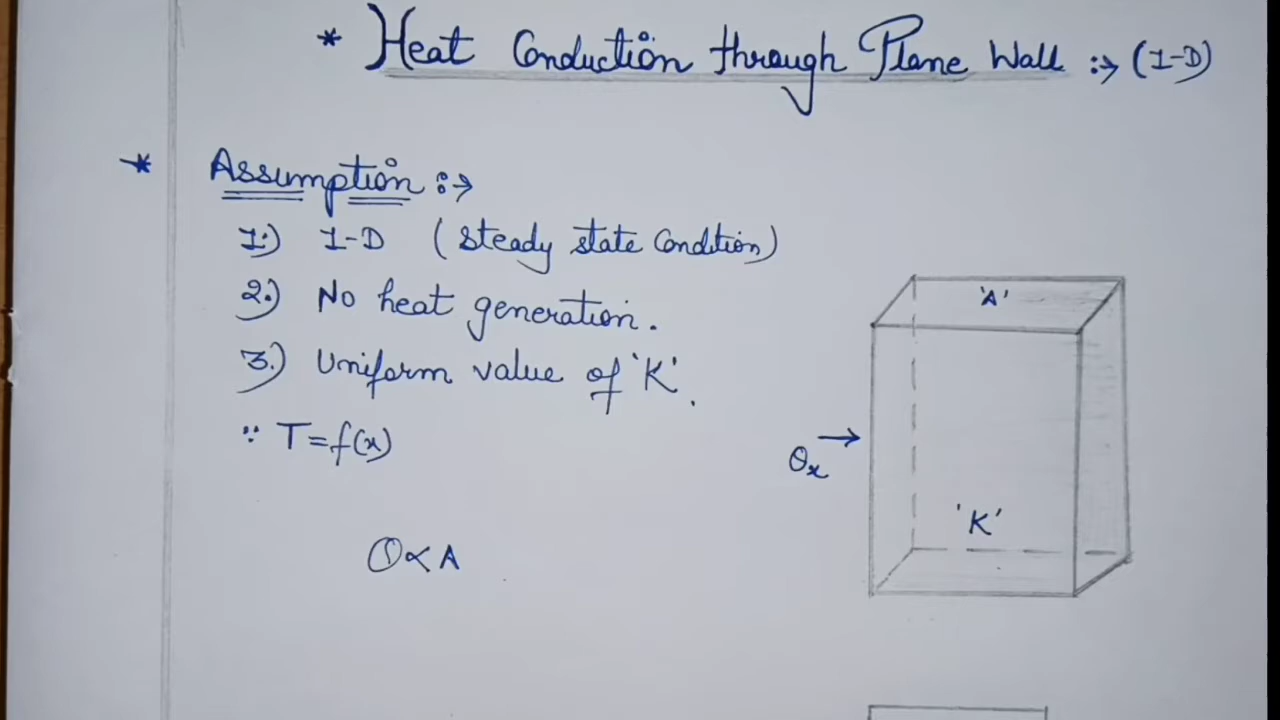 * Heat Conduction through Plane Wall :→ (1-D)
* Assumption :→
1.) 1-D (Steady state Condition)
2.) No heat generation.
3.) Uniform value of 'K'.
∵ T=f(x)
Q∝A
'A'
Qx →
'K'